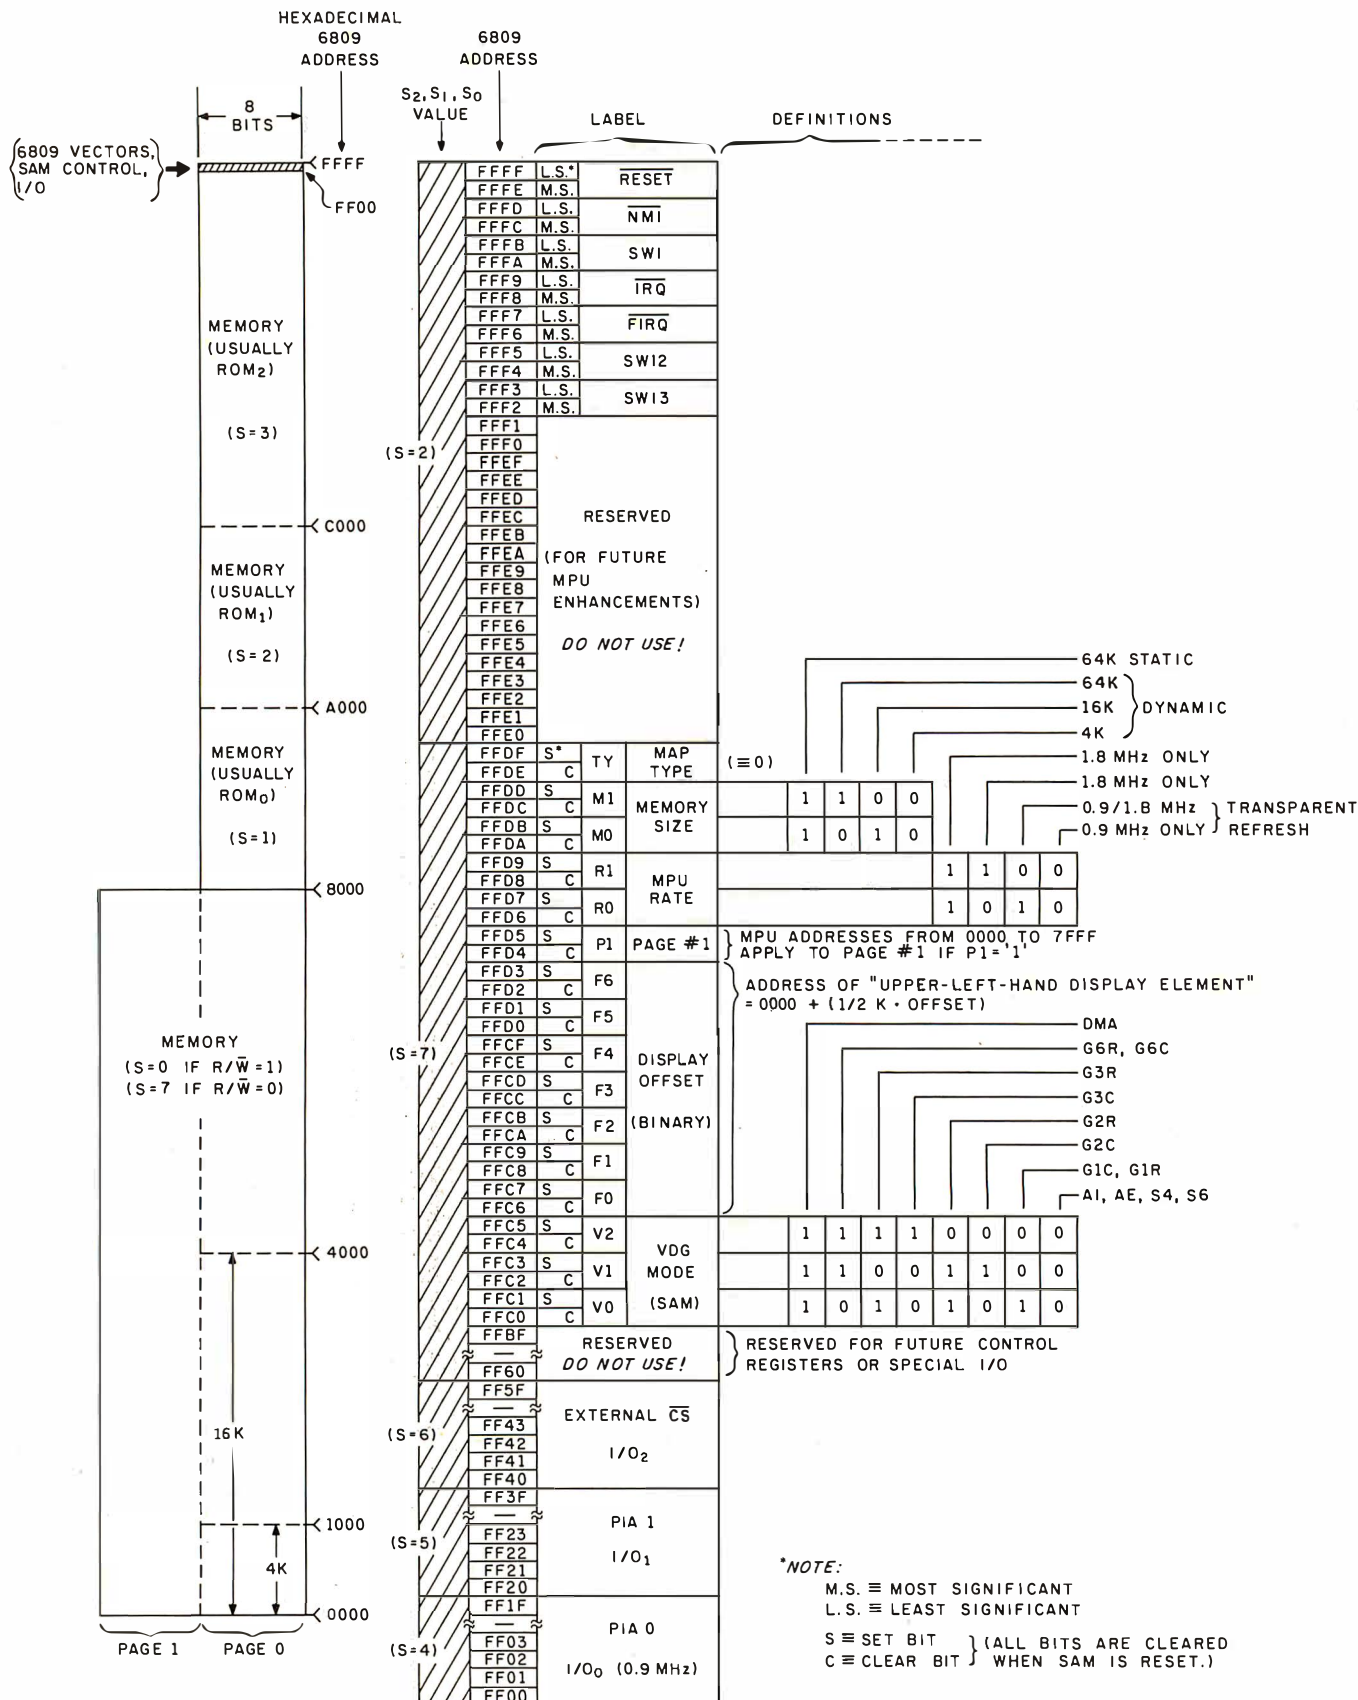 HEXADECIMAL
6809
ADDRESS
6809
ADDRESS
8
BITS
S2, S1, S0
VALUE
LABEL
DEFINITIONS
6809 VECTORS,
SAM CONTROL,
I/O
FFFF
FF00
MEMORY
(USUALLY
ROM2)
(S=3)
C000
MEMORY
(USUALLY
ROM1)
(S=2)
A000
MEMORY
(USUALLY
ROM0)
(S=1)
8000
MEMORY
(S=0 IF R/W̅=1)
(S=7 IF R/W̅=0)
4000
16K
1000
4K
0000
PAGE 1
PAGE 0
(S=2)
FFFF L.S.* R̅E̅S̅E̅T̅
FFFE M.S.
FFFD L.S. N̅M̅I̅
FFFC M.S.
FFFB L.S. SW1
FFFA M.S.
FFF9 L.S. I̅R̅Q̅
FFF8 M.S.
FFF7 L.S. F̅I̅R̅Q̅
FFF6 M.S.
FFF5 L.S. SW12
FFF4 M.S.
FFF3 L.S. SW13
FFF2 M.S.
FFF1
FFF0
FFEF
FFEE
FFED
FFEC
FFEB
FFEA
FFE9
FFE8
FFE7
FFE6
FFE5
FFE4
FFE3
FFE2
FFE1
FFE0
RESERVED
(FOR FUTURE
MPU
ENHANCEMENTS)
DO NOT USE!
64K STATIC
64K
16K
4K
DYNAMIC
1.8 MHz ONLY
1.8 MHz ONLY
0.9/1.8 MHz
0.9 MHz ONLY
TRANSPARENT
REFRESH
(S=7)
FFDF S* TY MAP
FFDE C TYPE
(≡0)
FFDD S M1 MEMORY 1 1 0 0
FFDC C
FFDB S M0 SIZE 1 0 1 0
FFDA C
FFD9 S R1 MPU 1 1 0 0
FFD8 C
FFD7 S R0 RATE 1 0 1 0
FFD6 C
FFD5 S P1 PAGE #1
FFD4 C
MPU ADDRESSES FROM 0000 TO 7FFF
APPLY TO PAGE #1 IF P1='1'
FFD3 S F6
FFD2 C
FFD1 S F5
FFD0 C
FFCF S F4
FFCE C
FFCD S F3
FFCC C
FFCB S F2
FFCA C
FFC9 S F1
FFC8 C
FFC7 S F0
FFC6 C
DISPLAY
OFFSET
(BINARY)
ADDRESS OF "UPPER-LEFT-HAND DISPLAY ELEMENT"
= 0000 + (1/2 K • OFFSET)
DMA
G6R, G6C
G3R
G3C
G2R
G2C
G1C, G1R
A1, AE, S4, S6
FFC5 S V2 VDG 1 1 1 1 0 0 0 0
FFC4 C
FFC3 S V1 MODE 1 1 0 0 1 1 0 0
FFC2 C
FFC1 S V0 (SAM) 1 0 1 0 1 0 1 0
FFC0 C
FFBF
—
FF60
RESERVED
DO NOT USE!
RESERVED FOR FUTURE CONTROL
REGISTERS OR SPECIAL I/O
(S=6)
FF5F
—
FF43
FF42
FF41
FF40
EXTERNAL C̅S̅
I/O2
(S=5)
FF3F
—
FF23
FF22
FF21
FF20
PIA 1
I/O1
(S=4)
FF1F
—
FF03
FF02
FF01
FF00
PIA 0
I/O0 (0.9 MHz)
*NOTE:
M.S. ≡ MOST SIGNIFICANT
L.S. ≡ LEAST SIGNIFICANT
S ≡ SET BIT
C ≡ CLEAR BIT
(ALL BITS ARE CLEARED
WHEN SAM IS RESET.)